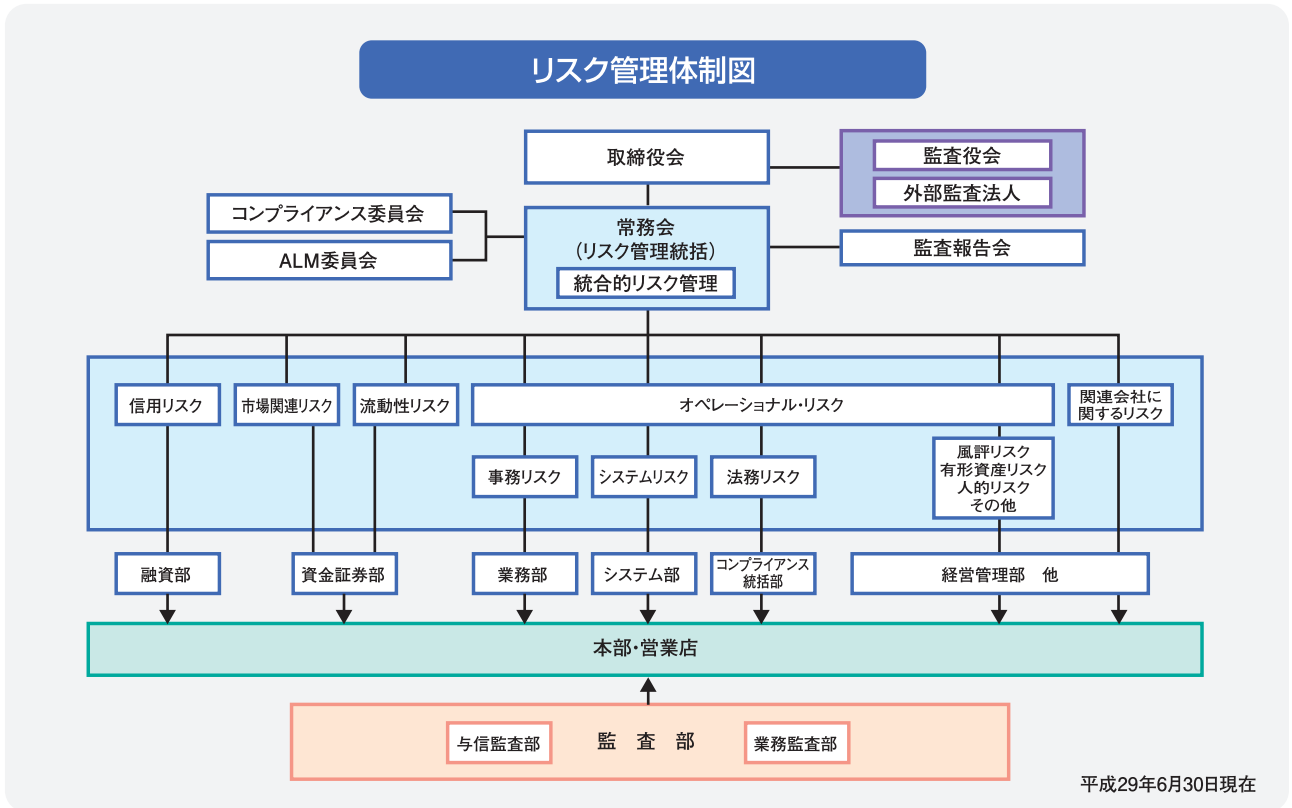 リスク管理体制図
取締役会
監査役会
外部監査法人
コンプライアンス委員会
ALM委員会
常務会
(リスク管理統括)
統合的リスク管理
監査報告会
信用リスク
市場関連リスク
流動性リスク
オペレーショナル・リスク
関連会社に
関するリスク
事務リスク
システムリスク
法務リスク
風評リスク
有形資産リスク
人的リスク
その他
融資部
資金証券部
業務部
システム部
コンプライアンス
統括部
経営管理部 他
本部・営業店
与信監査部
監 査 部
業務監査部
平成29年6月30日現在